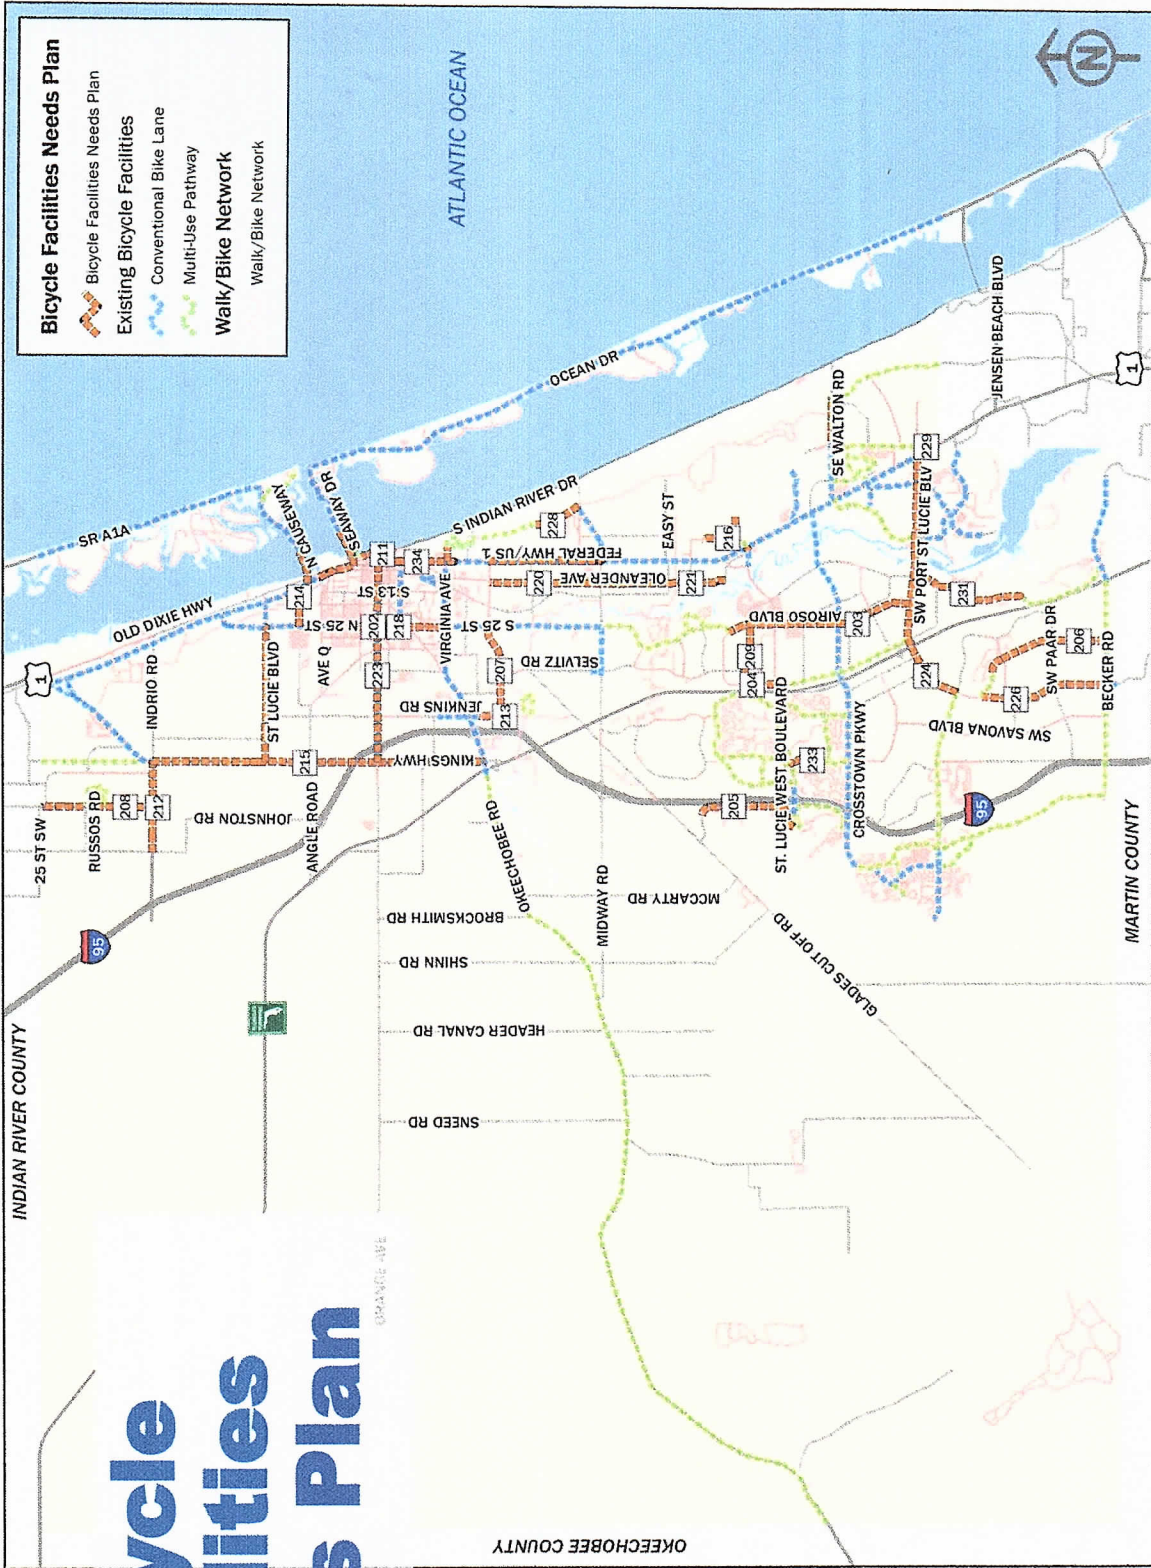 Bicycle Facilities Needs Plan
Bicycle Facilities Needs Plan
Existing Bicycle Facilities
Conventional Bike Lane
Multi-Use Pathway
Walk/Bike Network
Walk/Bike Network
ycle
lities
s Plan
INDIAN RIVER COUNTY
OKEECHOBEE COUNTY
MARTIN COUNTY
ATLANTIC OCEAN
N
95
95
1
1
25 ST SW
RUSSOS RD
INDRIO RD
JOHNSTON RD
OLD DIXIE HWY
SR A1A
N CAUSEWAY
SEAWAY DR
ST LUCIE BLVD
AVE Q
N 25 ST
S 13 ST
ANGLE ROAD
ORANGE AVE
KINGS HWY
JENKINS RD
VIRGINIA AVE
S 25 ST
SELVITZ RD
OKEECHOBEE RD
BROCKSMITH RD
SHINN RD
HEADER CANAL RD
SNEED RD
MIDWAY RD
MCCARTY RD
GLADES CUT OFF RD
S INDIAN RIVER DR
OCEAN DR
FEDERAL HWY/US 1
OLEANDER AVE
EASY ST
AIROSO BLVD
ST. LUCIE WEST BOULEVARD
CROSSTOWN PKWY
SE WALTON RD
SW PORT ST LUCIE BLV
JENSEN BEACH BLVD
SW PAAR DR
SW SAVONA BLVD
BECKER RD
208
212
214
215
202
211
234
218
223
207
213
220
221
228
216
203
209
204
205
233
229
231
224
226
206